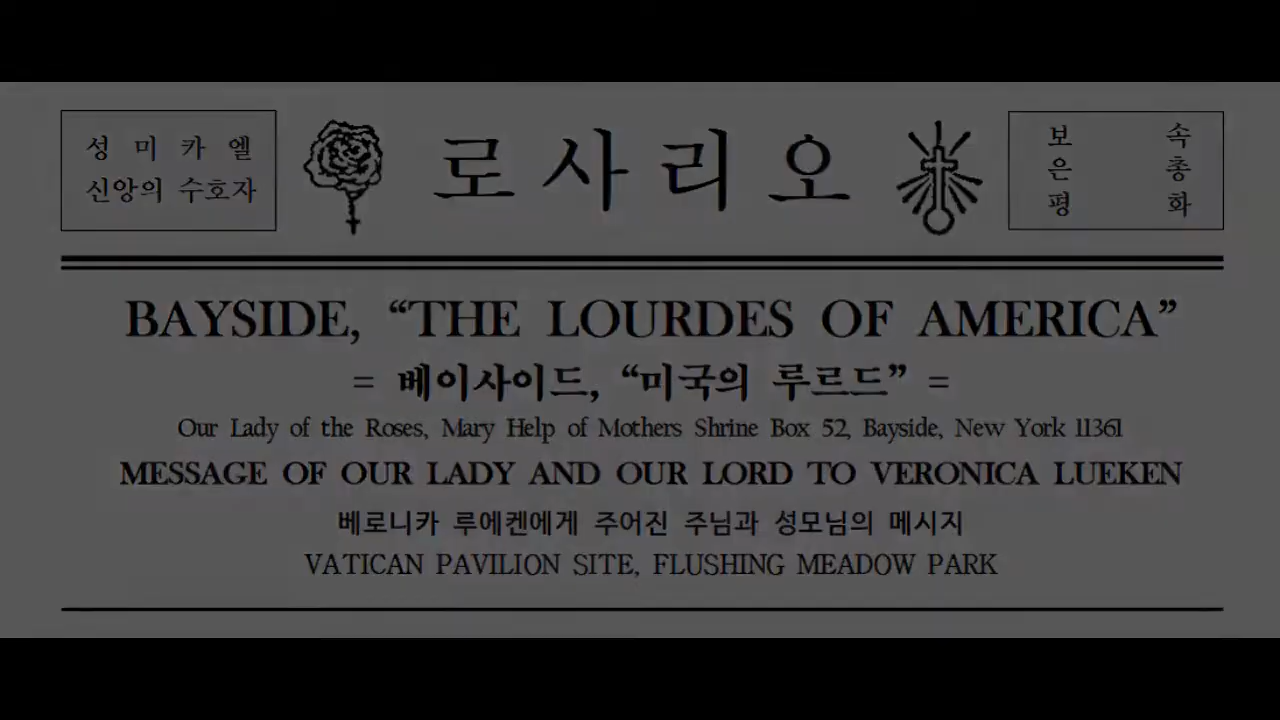 성 미 카 엘
신앙의 수호자
로사리오
보 속
은 총
평 화
BAYSIDE, “THE LOURDES OF AMERICA”
= 베이사이드, “미국의 루르드” =
Our Lady of the Roses, Mary Help of Mothers Shrine Box 52, Bayside, New York 11361
MESSAGE OF OUR LADY AND OUR LORD TO VERONICA LUEKEN
베로니카 루에켄에게 주어진 주님과 성모님의 메시지
VATICAN PAVILION SITE, FLUSHING MEADOW PARK